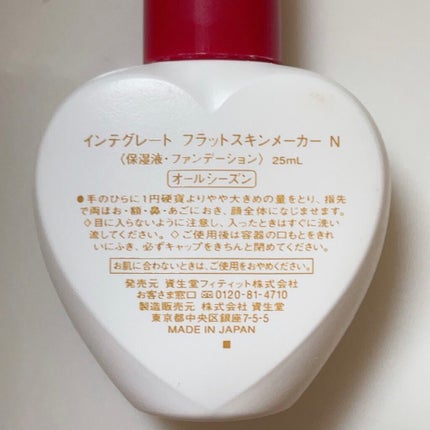 インテグレート フラットスキンメーカー N
〈保湿液・ファンデーション〉 25mL
オールシーズン
●手のひらに1円硬貨よりやや大きめの量をとり、指先
で両ほお・額・鼻・あごにおき、顔全体になじませます。
◇目に入らないように注意し、入ったときはすぐに洗い
流してください。◇ご使用後は容器の口もとをきれ
いにふき、必ずキャップをきちんと閉めてください。
お肌に合わないときは、ご使用をおやめください。
発売元 資生堂フィティット株式会社
お客さま窓口 0120-81-4710
製造販売元 株式会社 資生堂
東京都中央区銀座7-5-5
MADE IN JAPAN